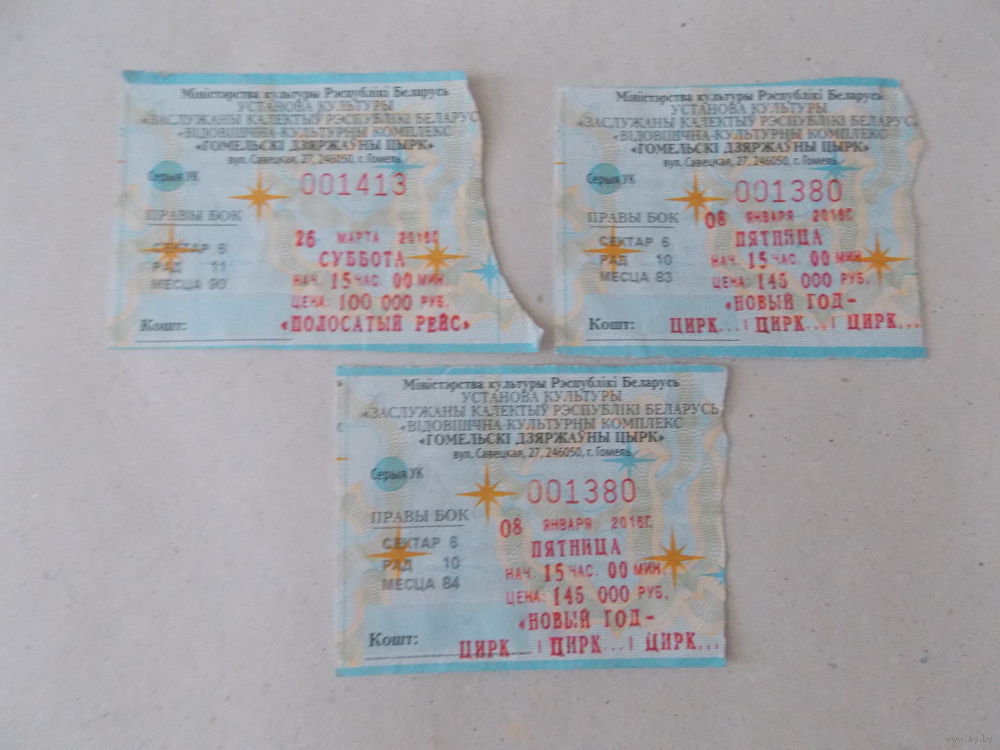 Міністэрства культуры Рэспублікі Беларусь
УСТАНОВА КУЛЬТУРЫ
«ЗАСЛУЖАНЫ КАЛЕКТЫЎ РЭСПУБЛІКІ БЕЛАРУС
«ВІДОВІШЧНА-КУЛЬТУРНЫ КОМПЛЕКС
«ГОМЕЛЬСКІ ДЗЯРЖАЎНЫ ЦЫРК»
вул. Савецкая, 27, 246050, г. Гомель
Серыя УК
001413
ПРАВЫ БОК
26 МАРТА 2016Г.
СЕКТАР 6
СУББОТА
РАД 11
НАЧ. 15 ЧАС. 00 МИН.
МЕСЦА 90
ЦЕНА: 100 000 РУБ.
Кошт:
«ПОЛОСАТЫЙ РЕЙС»
Міністэрства культуры Рэспублікі Беларусь
УСТАНОВА КУЛЬТУРЫ
«ЗАСЛУЖАНЫ КАЛЕКТЫЎ РЭСПУБЛІКІ БЕЛАРУС
«ВІДОВІШЧНА-КУЛЬТУРНЫ КОМПЛЕКС
«ГОМЕЛЬСКІ ДЗЯРЖАЎНЫ ЦЫРК»
вул. Савецкая, 27, 246050, г. Гомель
Серыя УК
001380
ПРАВЫ БОК
08 ЯНВАРЯ 2016Г.
СЕКТАР 6
ПЯТНИЦА
РАД 10
НАЧ. 15 ЧАС. 00 МИН.
МЕСЦА 83
ЦЕНА: 145 000 РУБ.
«НОВЫЙ ГОД-
Кошт:
ЦИРК...! ЦИРК...! ЦИРК...
Міністэрства культуры Рэспублікі Беларусь
УСТАНОВА КУЛЬТУРЫ
«ЗАСЛУЖАНЫ КАЛЕКТЫЎ РЭСПУБЛІКІ БЕЛАРУСЬ
«ВІДОВІШЧНА-КУЛЬТУРНЫ КОМПЛЕКС
«ГОМЕЛЬСКІ ДЗЯРЖАЎНЫ ЦЫРК»
вул. Савецкая, 27, 246050, г. Гомель
Серыя УК
001380
ПРАВЫ БОК
08 ЯНВАРЯ 2016Г.
СЕКТАР 6
ПЯТНИЦА
РАД 10
НАЧ. 15 ЧАС. 00 МИН.
МЕСЦА 84
ЦЕНА: 145 000 РУБ.
«НОВЫЙ ГОД-
Кошт:
ЦИРК...! ЦИРК...! ЦИРК...
www.ay.by